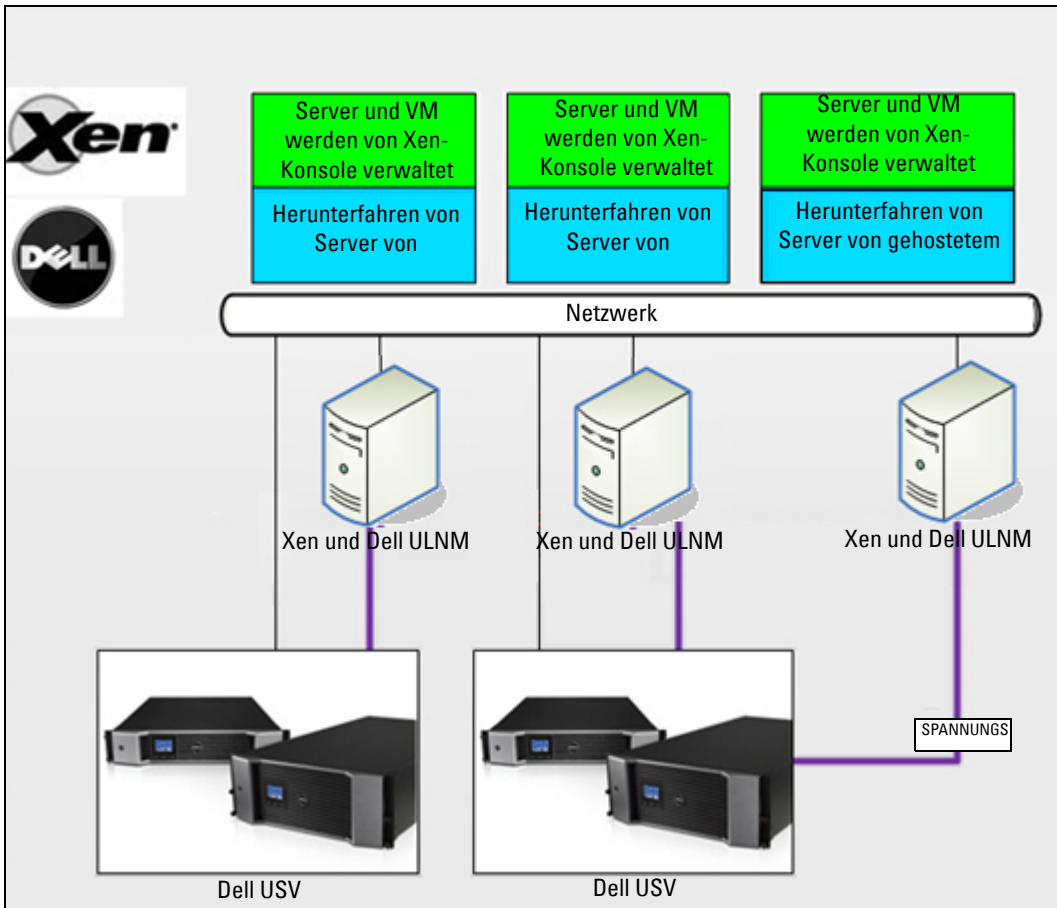 Xen
DELL
Server und VM
werden von Xen-
Konsole verwaltet
Herunterfahren von
Server von
Server und VM
werden von Xen-
Konsole verwaltet
Herunterfahren von
Server von
Server und VM
werden von Xen-
Konsole verwaltet
Herunterfahren von
Server von gehostetem
Netzwerk
Xen und Dell ULNM
Xen und Dell ULNM
Xen und Dell ULNM
SPANNUNGS
Dell USV
Dell USV